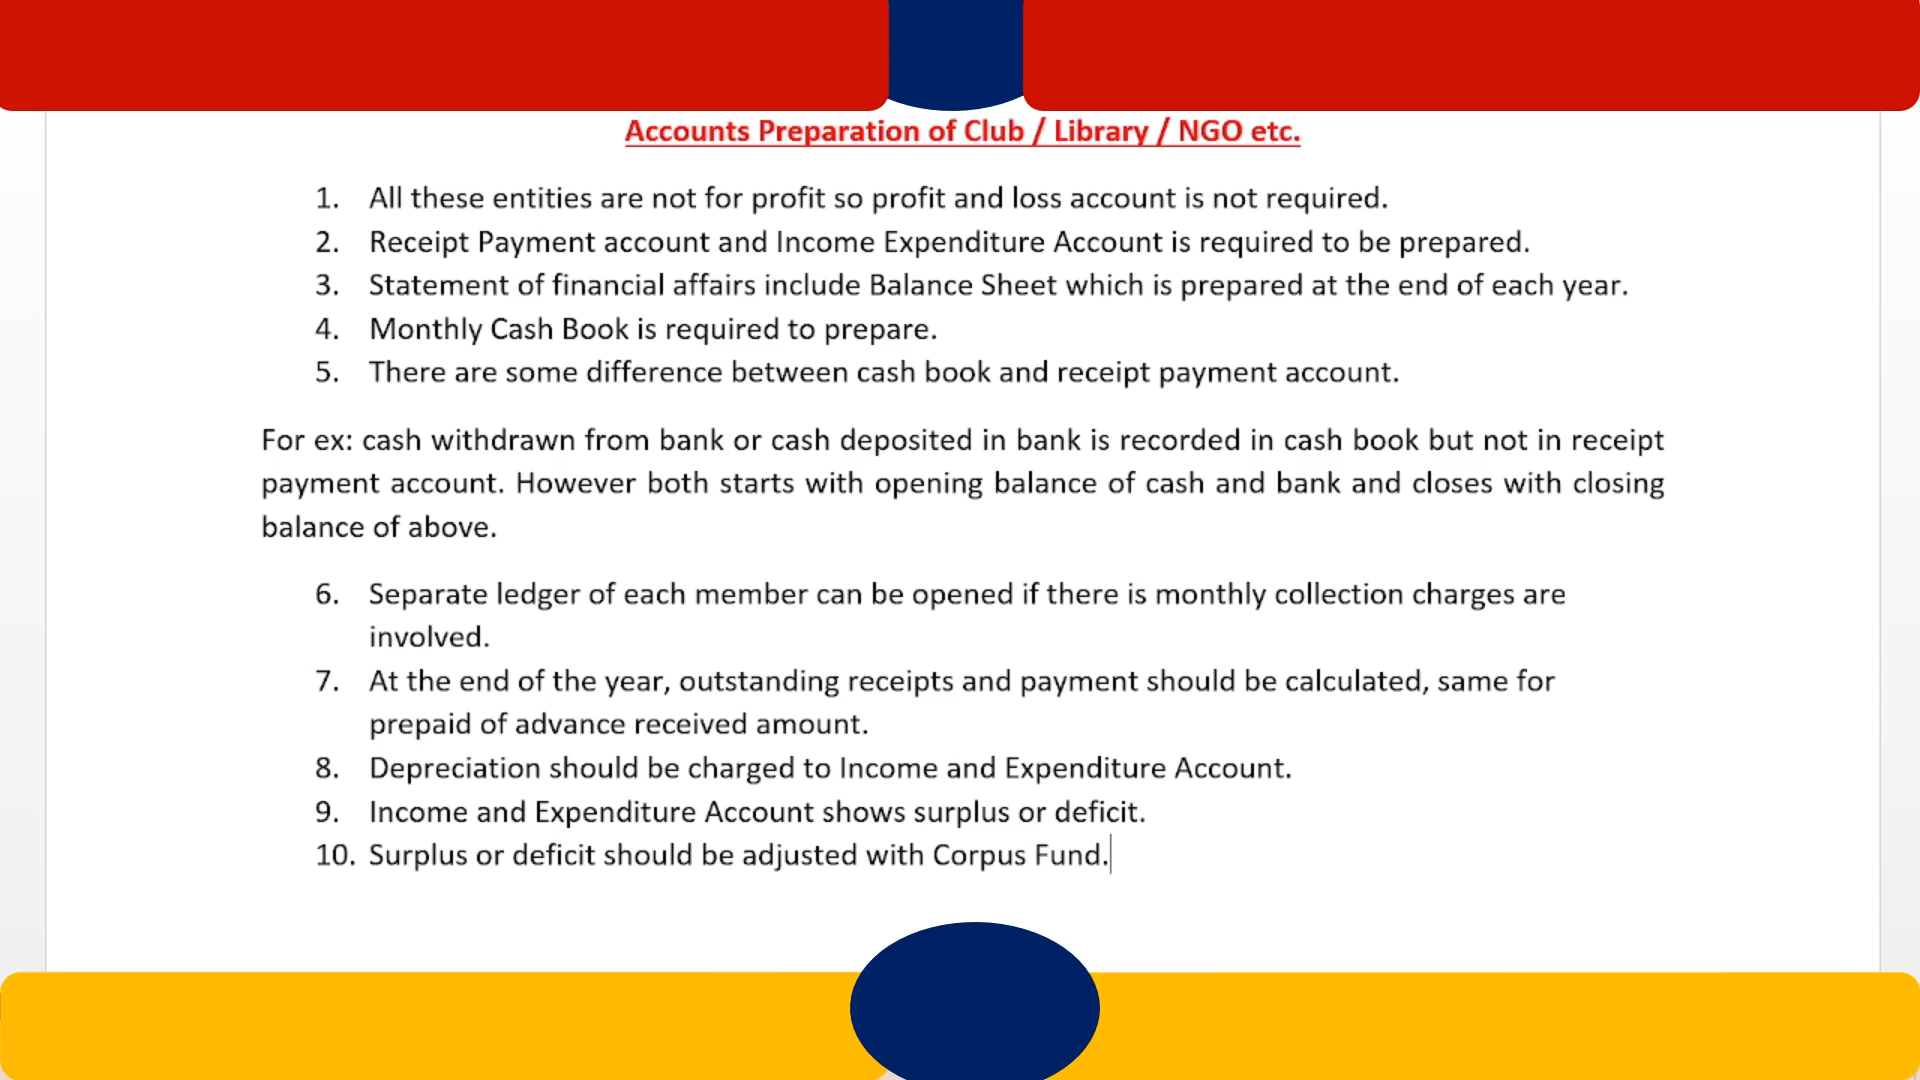 Accounts Preparation of Club / Library / NGO etc.
1. All these entities are not for profit so profit and loss account is not required.
2. Receipt Payment account and Income Expenditure Account is required to be prepared.
3. Statement of financial affairs include Balance Sheet which is prepared at the end of each year.
4. Monthly Cash Book is required to prepare.
5. There are some difference between cash book and receipt payment account.
For ex: cash withdrawn from bank or cash deposited in bank is recorded in cash book but not in receipt
payment account. However both starts with opening balance of cash and bank and closes with closing
balance of above.
6. Separate ledger of each member can be opened if there is monthly collection charges are
involved.
7. At the end of the year, outstanding receipts and payment should be calculated, same for
prepaid of advance received amount.
8. Depreciation should be charged to Income and Expenditure Account.
9. Income and Expenditure Account shows surplus or deficit.
10. Surplus or deficit should be adjusted with Corpus Fund.